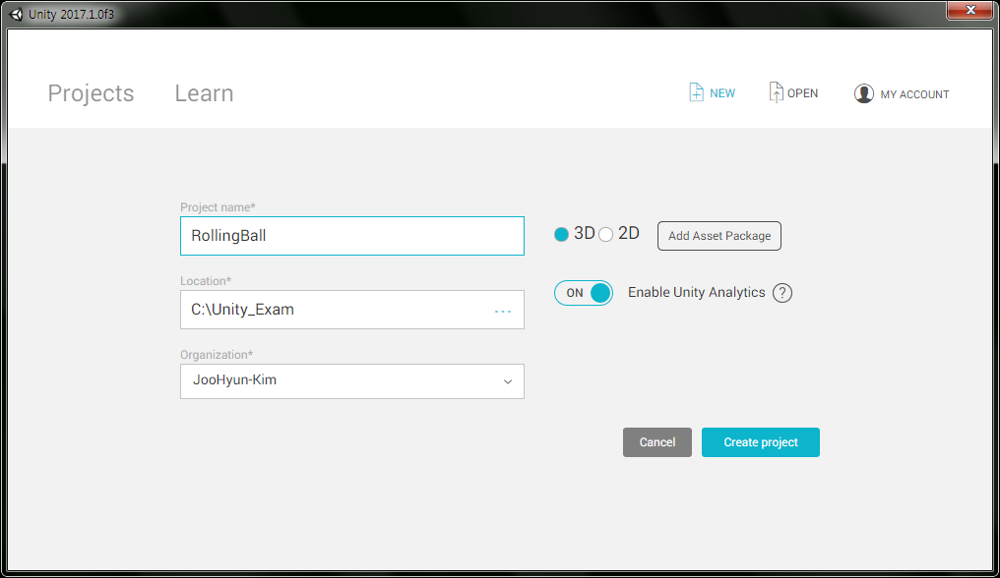 Unity 2017.1.0f3
Projects
Learn
NEW
OPEN
MY ACCOUNT
Project name*
RollingBall
3D
2D
Add Asset Package
Location*
C:\Unity_Exam
...
ON
Enable Unity Analytics
?
Organization*
JooHyun-Kim
Cancel
Create project